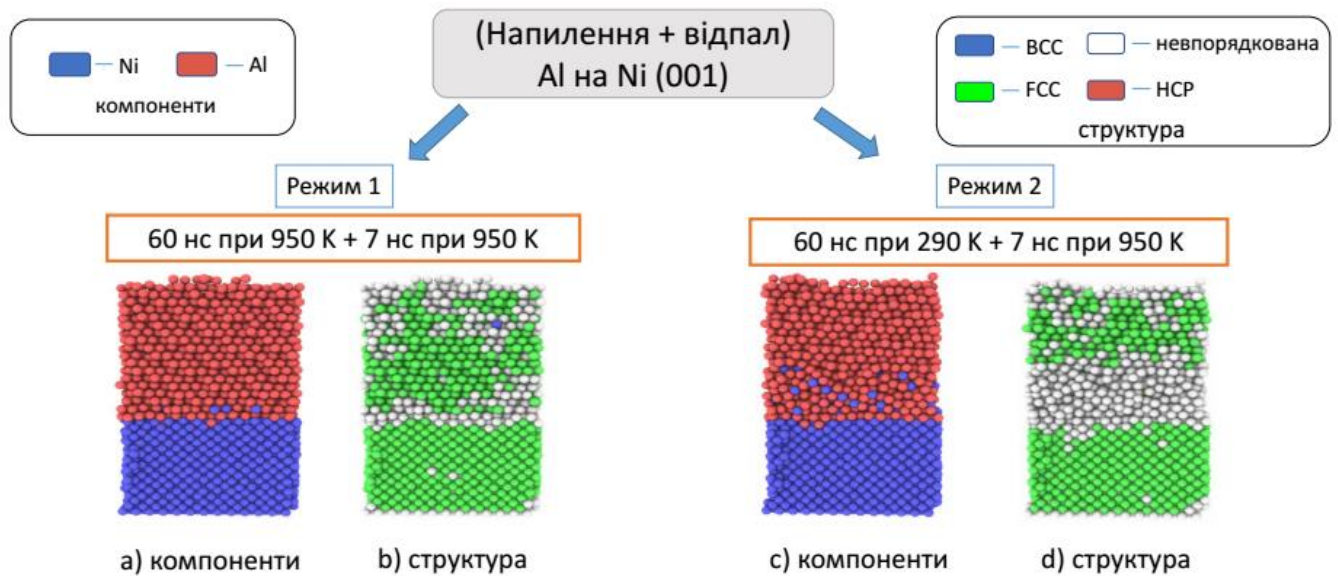 (Напилення + відпал)
Al на Ni (001)
— Ni — Al
компоненти
— BCC — невпорядкована
— FCC — HCP
структура
Режим 1
Режим 2
60 нс при 950 K + 7 нс при 950 K
60 нс при 290 K + 7 нс при 950 K
a) компоненти
b) структура
c) компоненти
d) структура